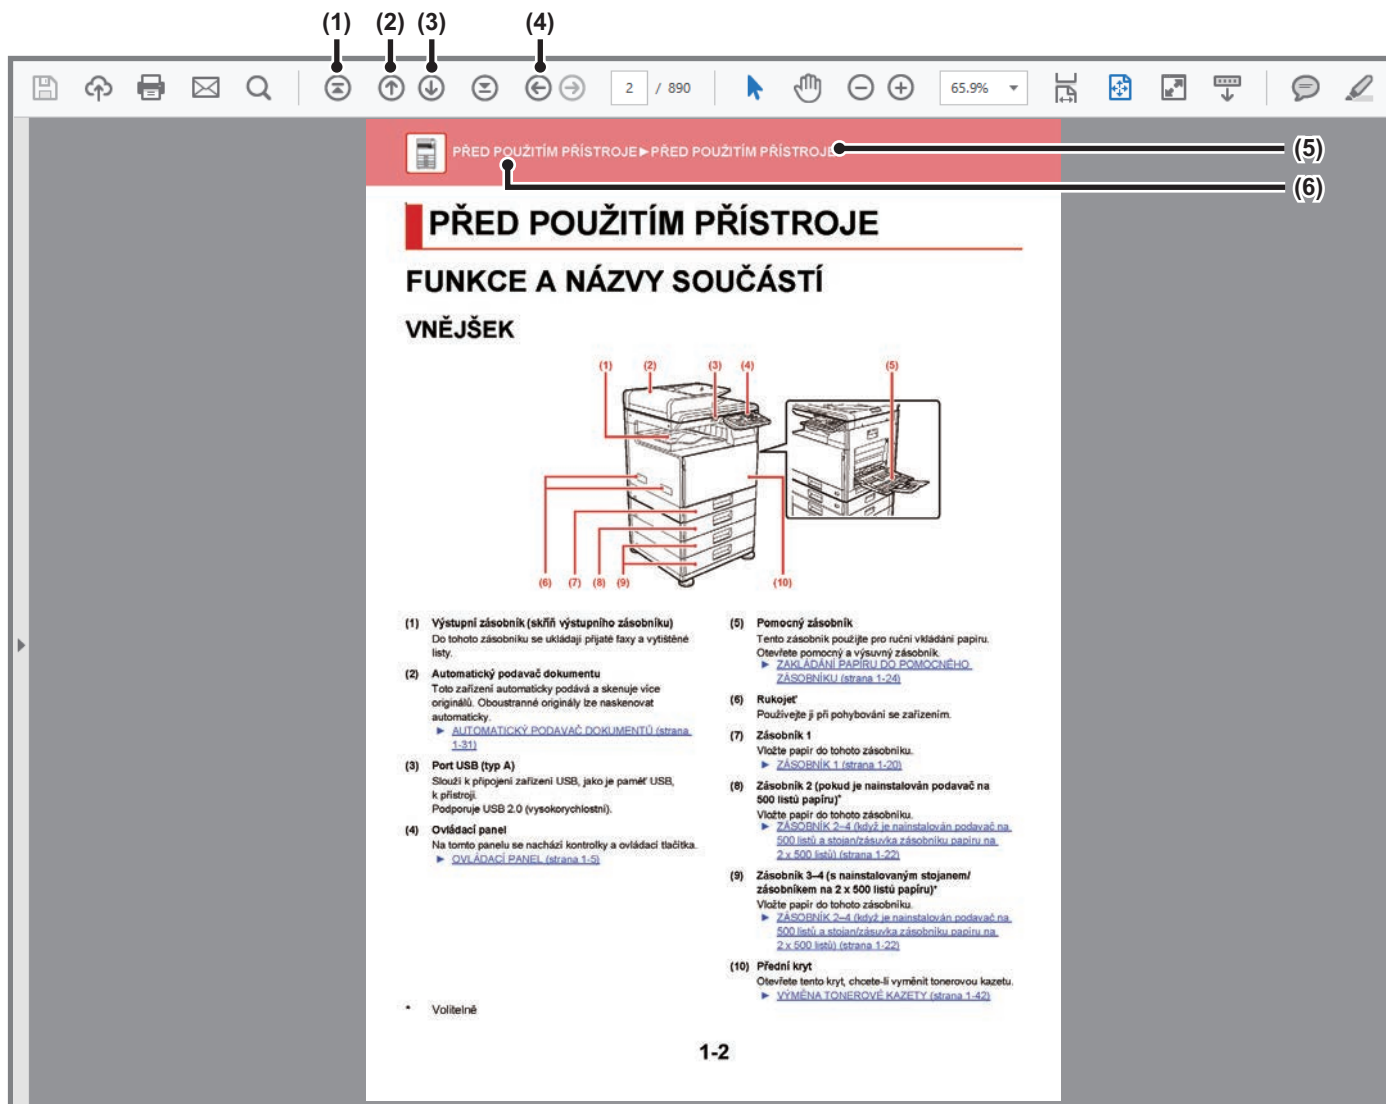 (1) (2) (3) (4)
2 / 890 65.9%
PŘED POUŽITÍM PŘÍSTROJE►PŘED POUŽITÍM PŘÍSTROJE
(5)
(6)
PŘED POUŽITÍM PŘÍSTROJE
FUNKCE A NÁZVY SOUČÁSTÍ
VNĚJŠEK
(1) (2) (3) (4) (5)
(6) (7) (8) (9) (10)
(1) Výstupní zásobník (skříň výstupního zásobníku)
Do tohoto zásobníku se ukládají přijaté faxy a vytištěné
listy.
(2) Automatický podavač dokumentu
Toto zařízení automaticky podává a skenuje více
originálů. Oboustranné originály lze naskenovat
automaticky.
► AUTOMATICKÝ PODAVAČ DOKUMENTŮ (strana
1-31)
(3) Port USB (typ A)
Slouží k připojení zařízení USB, jako je paměť USB,
k přístroji.
Podporuje USB 2.0 (vysokorychlostní).
(4) Ovládací panel
Na tomto panelu se nachází kontrolky a ovládací tlačítka.
► OVLÁDACÍ PANEL (strana 1-5)
(5) Pomocný zásobník
Tento zásobník použijte pro ruční vkládání papíru.
Otevřete pomocný a výsuvný zásobník.
► ZAKLÁDÁNÍ PAPÍRU DO POMOCNÉHO
ZÁSOBNÍKU (strana 1-24)
(6) Rukojeť
Používejte ji při pohybování se zařízením.
(7) Zásobník 1
Vložte papír do tohoto zásobníku.
► ZÁSOBNÍK 1 (strana 1-20)
(8) Zásobník 2 (pokud je nainstalován podavač na
500 listů papíru)*
Vložte papír do tohoto zásobníku.
► ZÁSOBNÍK 2–4 (když je nainstalován podavač na
500 listů a stojan/zásuvka zásobníku papíru na
2 x 500 listů) (strana 1-22)
(9) Zásobník 3–4 (s nainstalovaným stojanem/
zásobníkem na 2 x 500 listů papíru)*
Vložte papír do tohoto zásobníku.
► ZÁSOBNÍK 2–4 (když je nainstalován podavač na
500 listů a stojan/zásuvka zásobníku papíru na
2 x 500 listů) (strana 1-22)
(10) Přední kryt
Otevřete tento kryt, chcete-li vyměnit tonerovou kazetu.
► VÝMĚNA TONEROVÉ KAZETY (strana 1-42)
* Volitelně
1-2